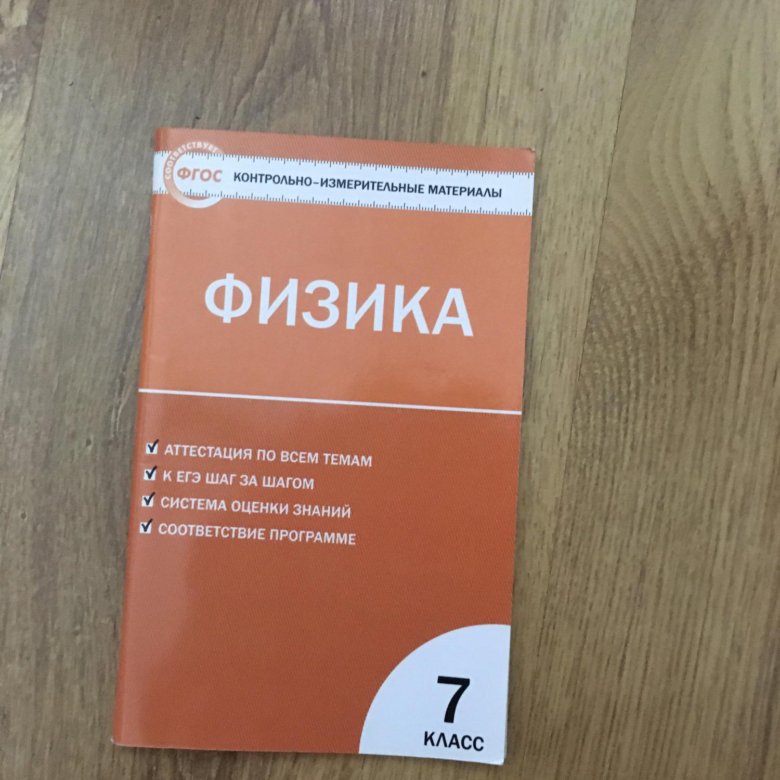 СООТВЕТСТВУЕТ
ФГОС
КОНТРОЛЬНО-ИЗМЕРИТЕЛЬНЫЕ МАТЕРИАЛЫ
ФИЗИКА
АТТЕСТАЦИЯ ПО ВСЕМ ТЕМАМ
К ЕГЭ ШАГ ЗА ШАГОМ
СИСТЕМА ОЦЕНКИ ЗНАНИЙ
СООТВЕТСТВИЕ ПРОГРАММЕ
7
КЛАСС